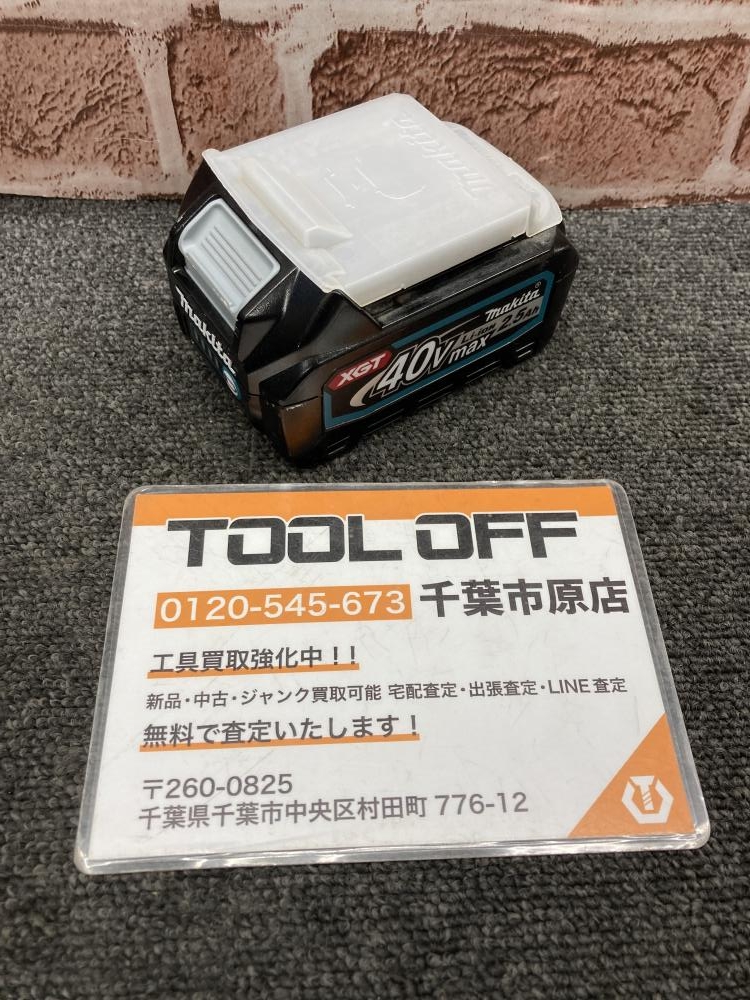 makita
makita
XGT 40Vmax Li-ion 2.5Ah
makita
TOOL OFF
0120-545-673 千葉市原店
工具買取強化中!!
新品・中古・ジャンク買取可能 宅配査定・出張査定・LINE査定
無料で査定いたします!
〒260-0825
千葉県千葉市中央区村田町 776-12